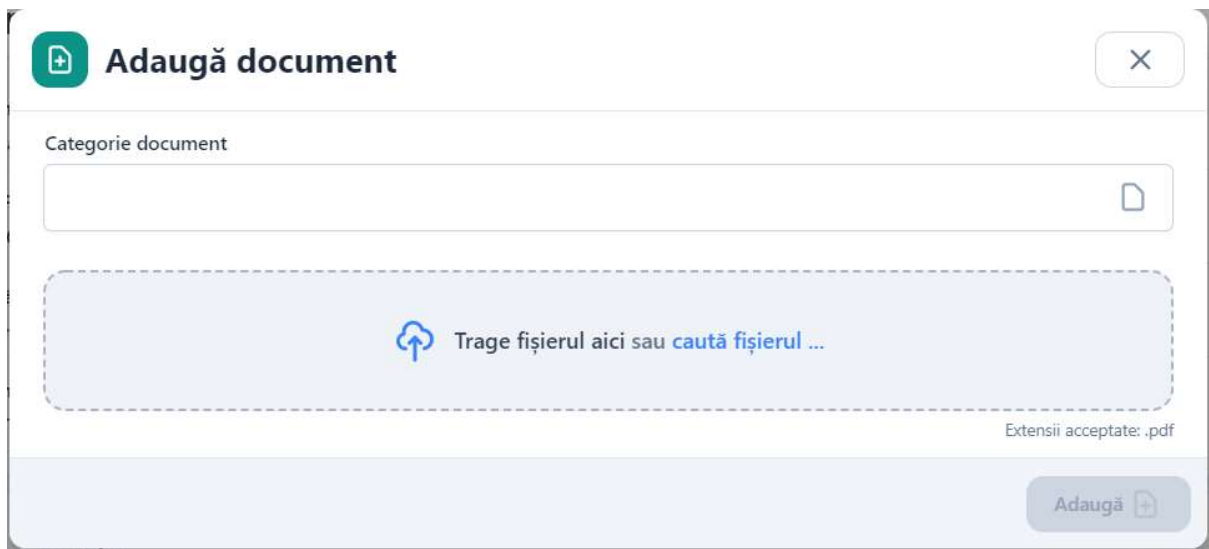 Adaugă document
Categorie document
Trage fișierul aici sau caută fișierul ...
Extensii acceptate: .pdf
Adaugă